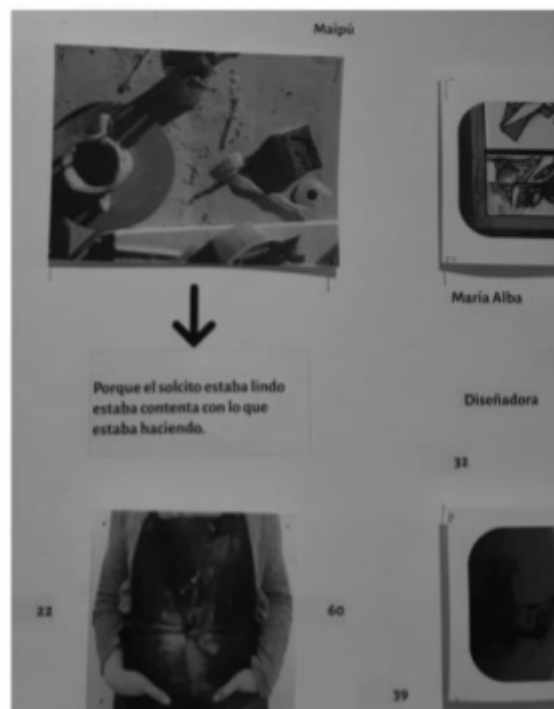 Maipú
María Alba
Porque el solcito estaba lindo
estaba contenta con lo que
estaba haciendo.
Diseñadora
32
22
60
39